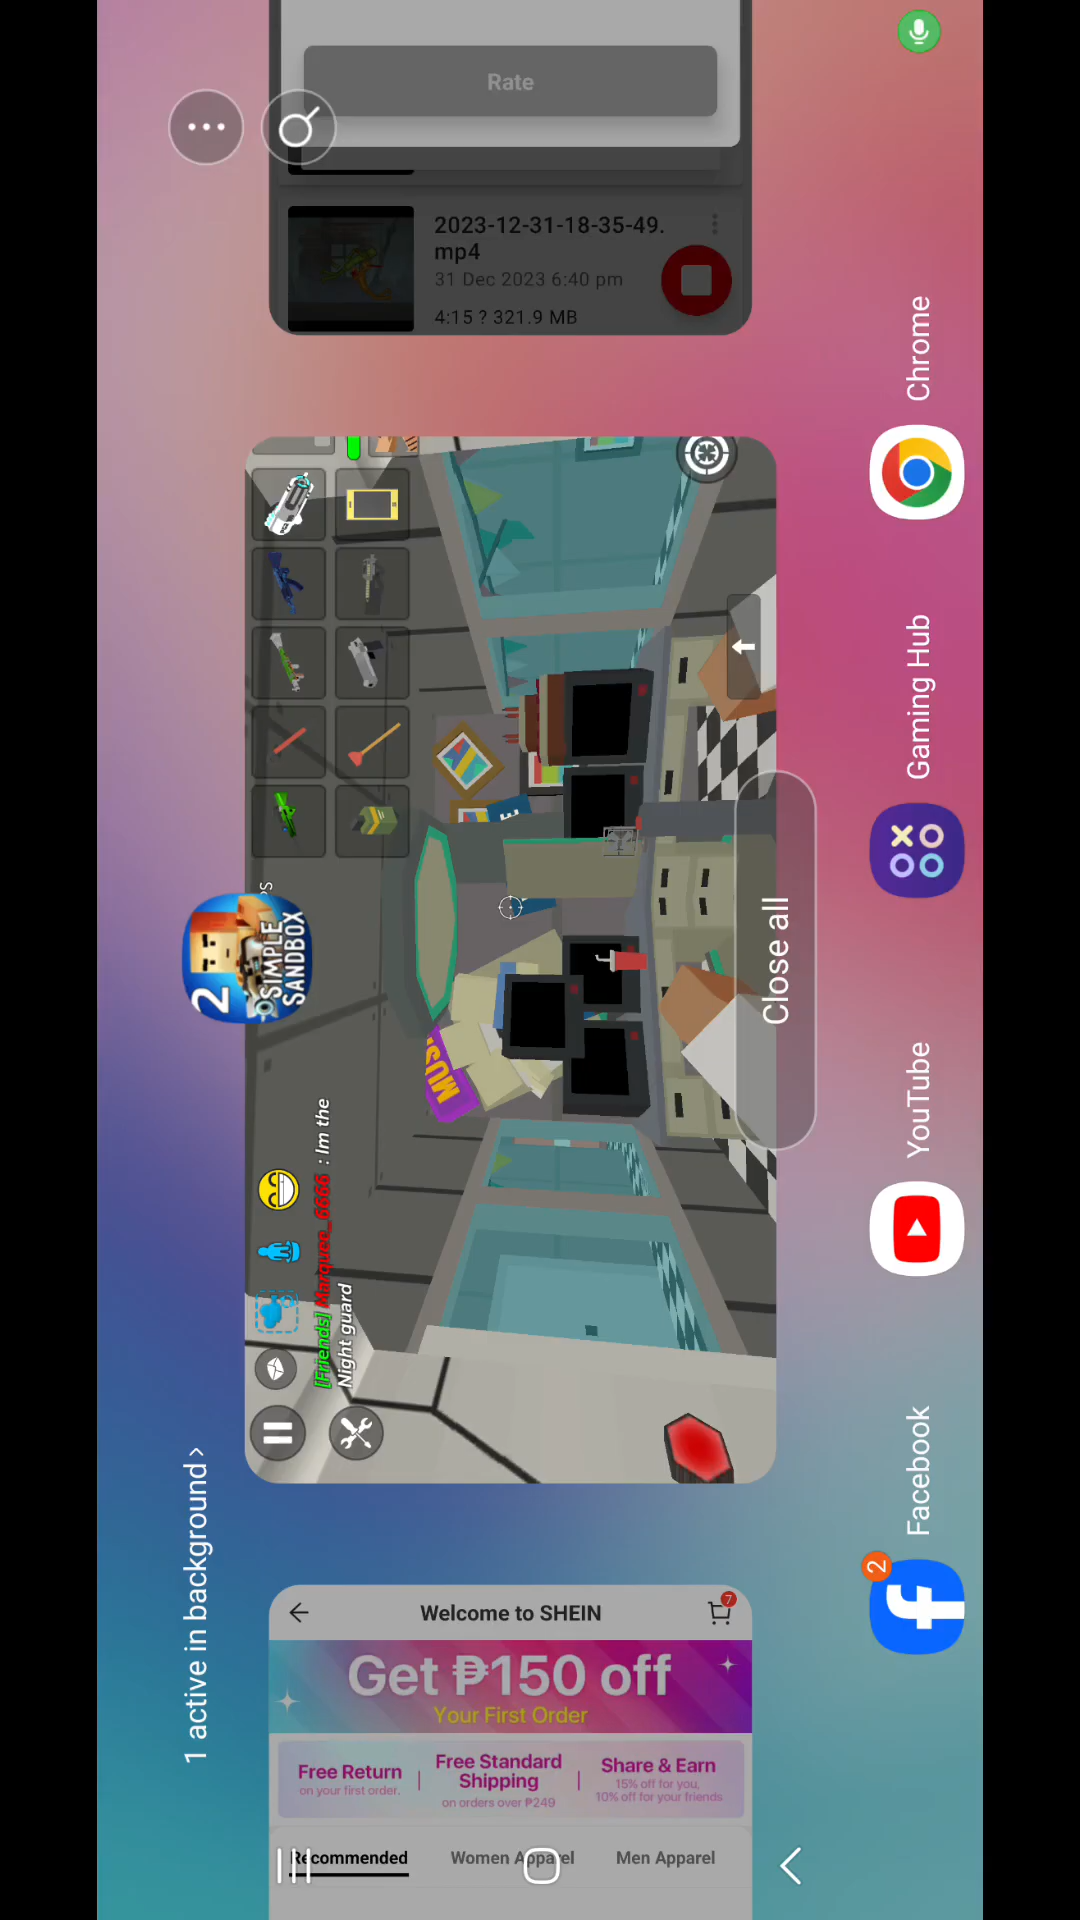 Rate
2023-12-31-18-35-49.
mp4
31 Dec 2023 6:40 pm
4:15 ? 321.9 MB
2
SIMPLE
SANDBOX
[Friends] Marquee_6666 : Im the
Night guard
Close all
1 active in background >
Welcome to SHEIN
7
Get ₱150 off
Your First Order
Free Return
on your first order.
Free Standard
Shipping
on orders over ₱249
Share & Earn
15% off for you,
10% off for your friends
Recommended
Women Apparel
Men Apparel
Facebook
2
YouTube
Gaming Hub
Chrome